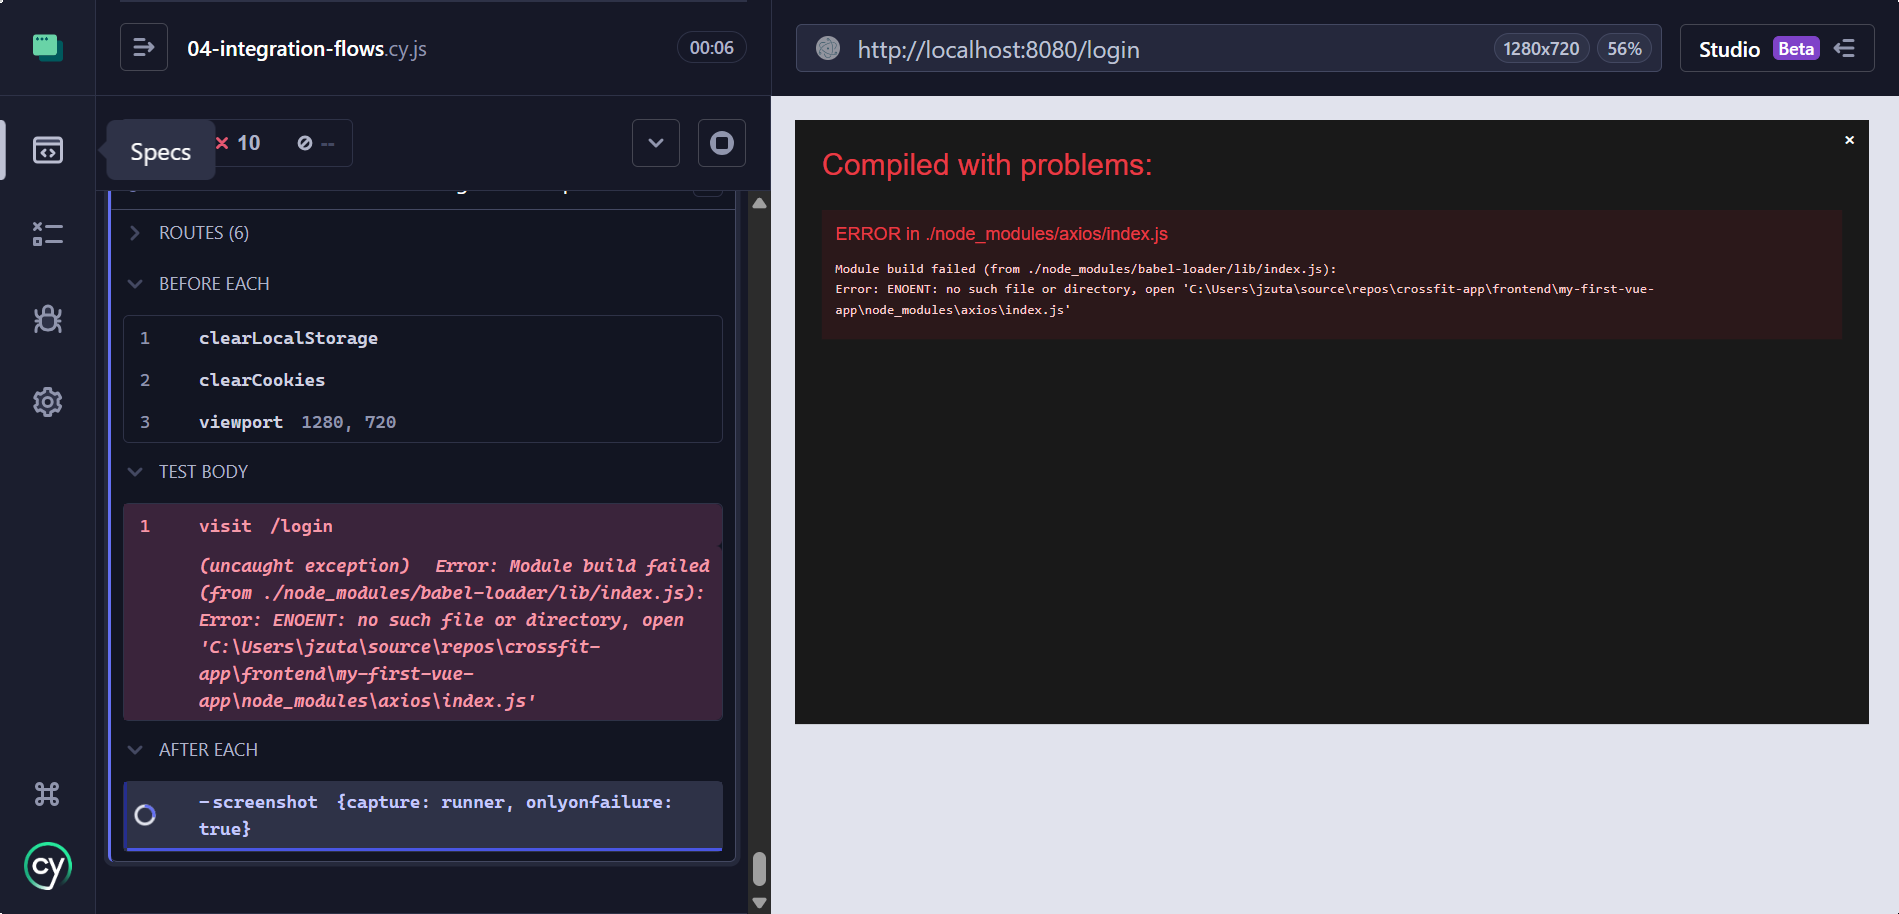 04-integration-flows.cy.js
00:06
http://localhost:8080/login
1280x720
56%
Studio Beta
Specs
10
--
ROUTES (6)
BEFORE EACH
1 clearLocalStorage
2 clearCookies
3 viewport 1280, 720
TEST BODY
1 visit /login
(uncaught exception) Error: Module build failed
(from ./node_modules/babel-loader/lib/index.js):
Error: ENOENT: no such file or directory, open
'C:\Users\jzuta\source\repos\crossfit-
app\frontend\my-first-vue-
app\node_modules\axios\index.js'
AFTER EACH
-screenshot {capture: runner, onlyonfailure:
true}
cy
Compiled with problems:
×
ERROR in ./node_modules/axios/index.js
Module build failed (from ./node_modules/babel-loader/lib/index.js):
Error: ENOENT: no such file or directory, open 'C:\Users\jzuta\source\repos\crossfit-app\frontend\my-first-vue-
app\node_modules\axios\index.js'